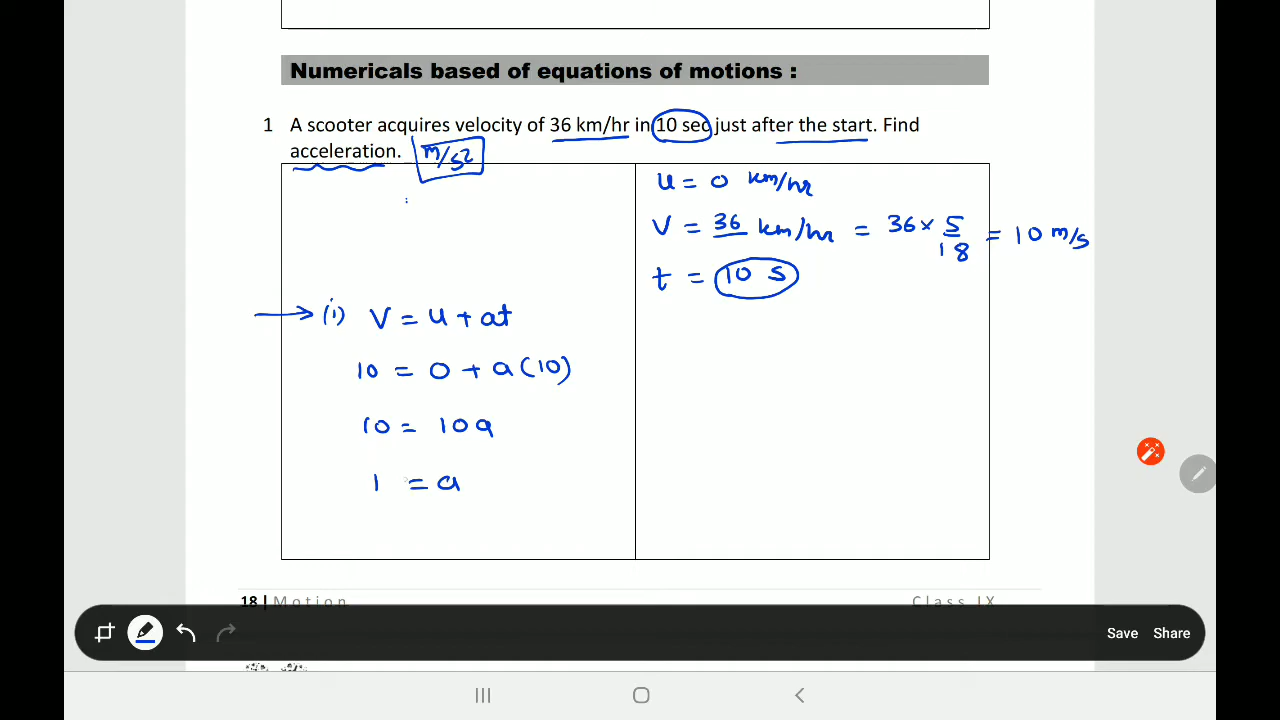 Numericals based of equations of motions :
1 A scooter acquires velocity of 36 km/hr in 10 sec just after the start. Find
acceleration. m/s²
u = 0 km/hr
V = 36 km/hr = 36 × 5/18 = 10 m/s
t = 10 s
→ (i) V = u + at
10 = 0 + a(10)
10 = 10a
1 = a
18 | Motion Class IX
Save Share